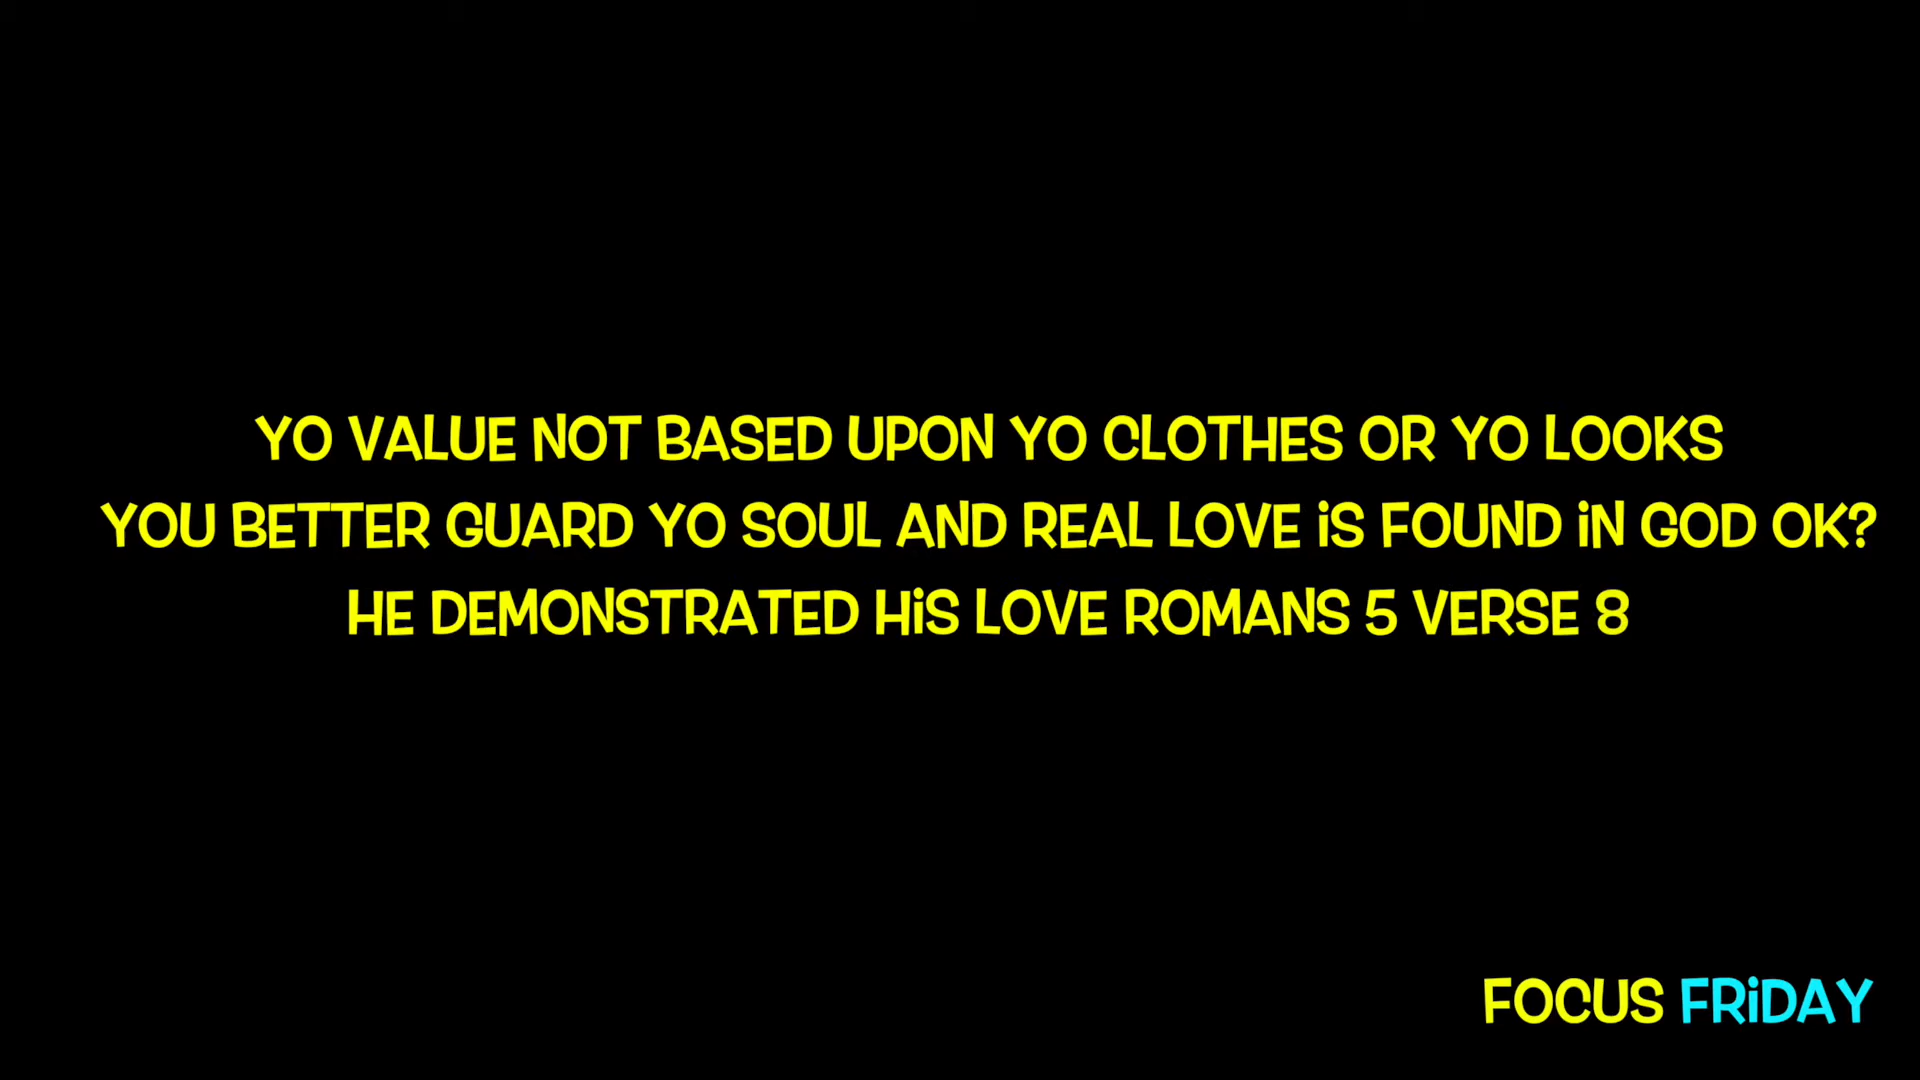 YO VALUE NOT BASED UPON YO CLOTHES OR YO LOOKS
YOU BETTER GUARD YO SOUL AND REAL LOVE iS FOUND iN GOD OK?
HE DEMONSTRATED HiS LOVE ROMANS 5 VERSE 8
FOCUS FRiDAY